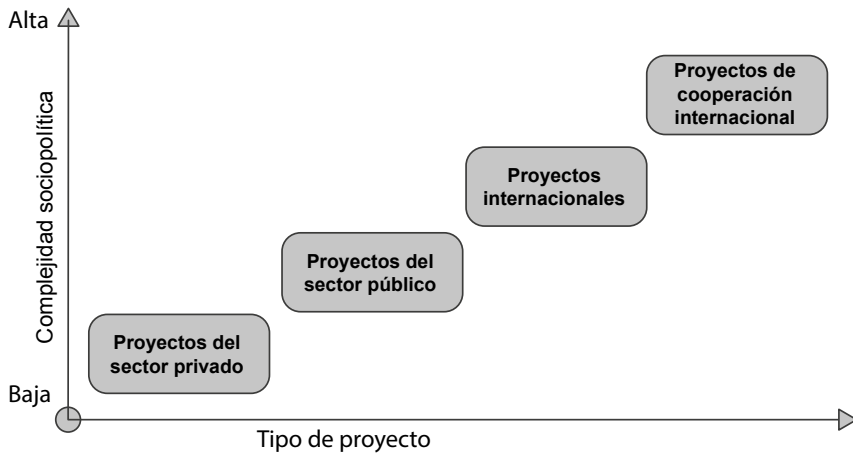 Alta
Complejidad sociopolítica
Proyectos de
cooperación
internacional
Proyectos
internacionales
Proyectos del
sector público
Proyectos del
sector privado
Baja
Tipo de proyecto